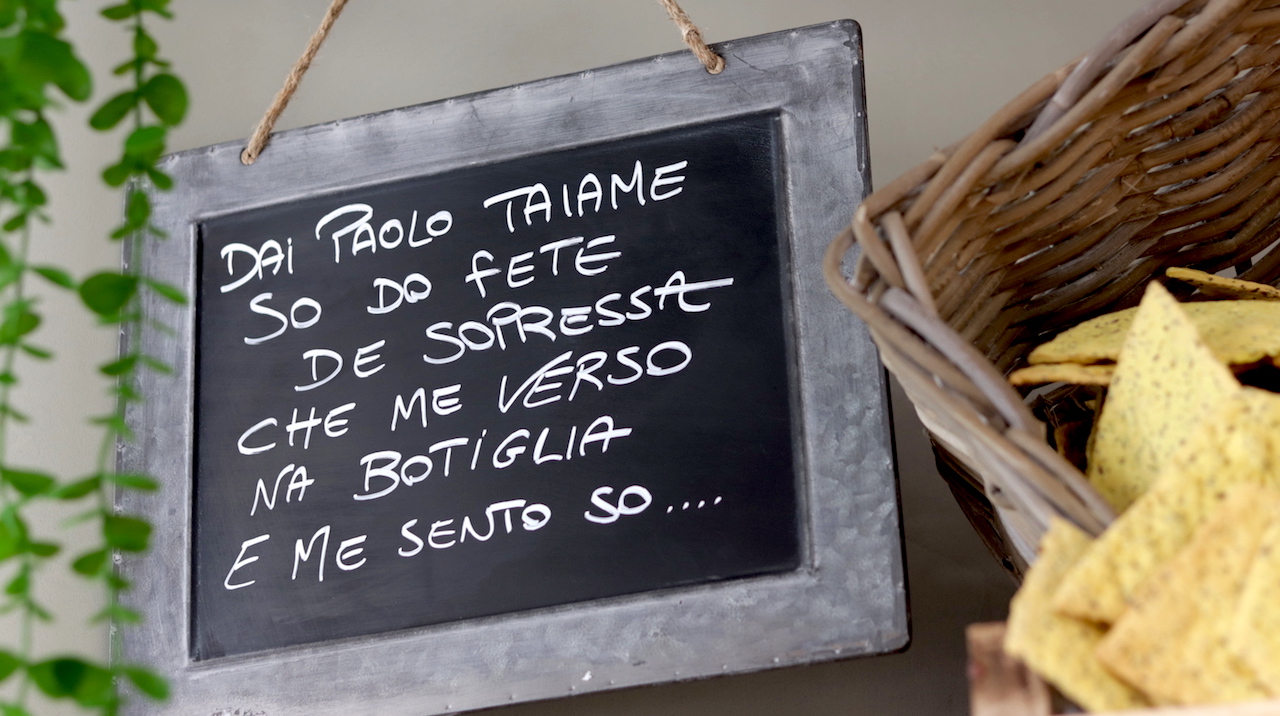 DAi PAOLO TAIAME
SO DO FETE
DE SOPRESSA
CHE ME VERSO
NA BOTiGLIA
E ME SENTO SO....